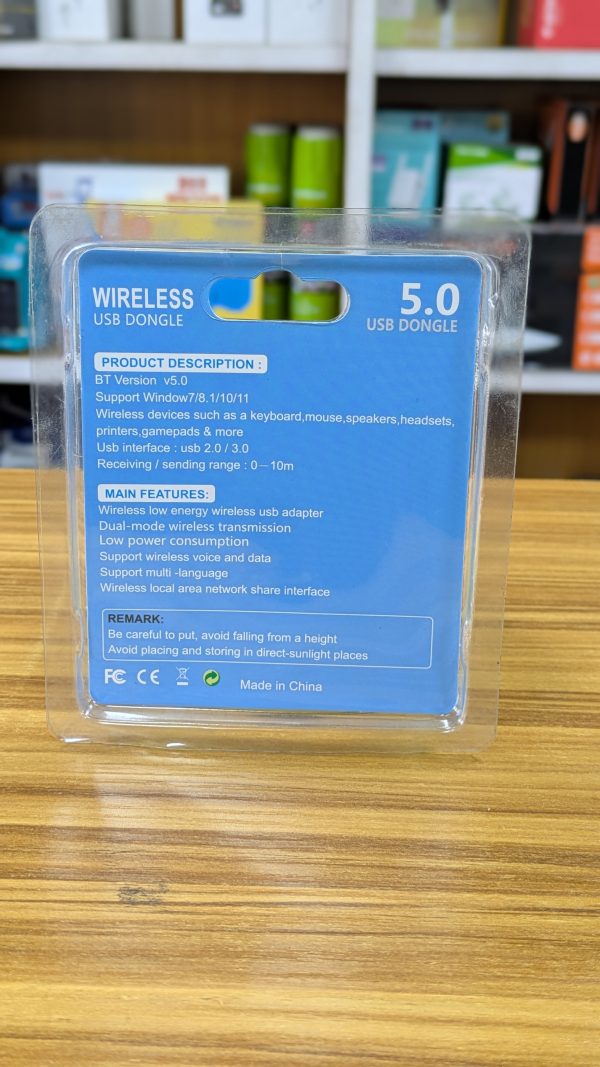 WIRELESS
USB DONGLE
5.0
USB DONGLE
PRODUCT DESCRIPTION :
BT Version v5.0
Support Window7/8.1/10/11
Wireless devices such as a keyboard,mouse,speakers,headsets,
printers,gamepads & more
Usb interface : usb 2.0 / 3.0
Receiving / sending range : 0—10m
MAIN FEATURES:
Wireless low energy wireless usb adapter
Dual-mode wireless transmission
Low power consumption
Support wireless voice and data
Support multi -language
Wireless local area network share interface
REMARK:
Be careful to put, avoid falling from a height
Avoid placing and storing in direct-sunlight places
FC CE
Made in China